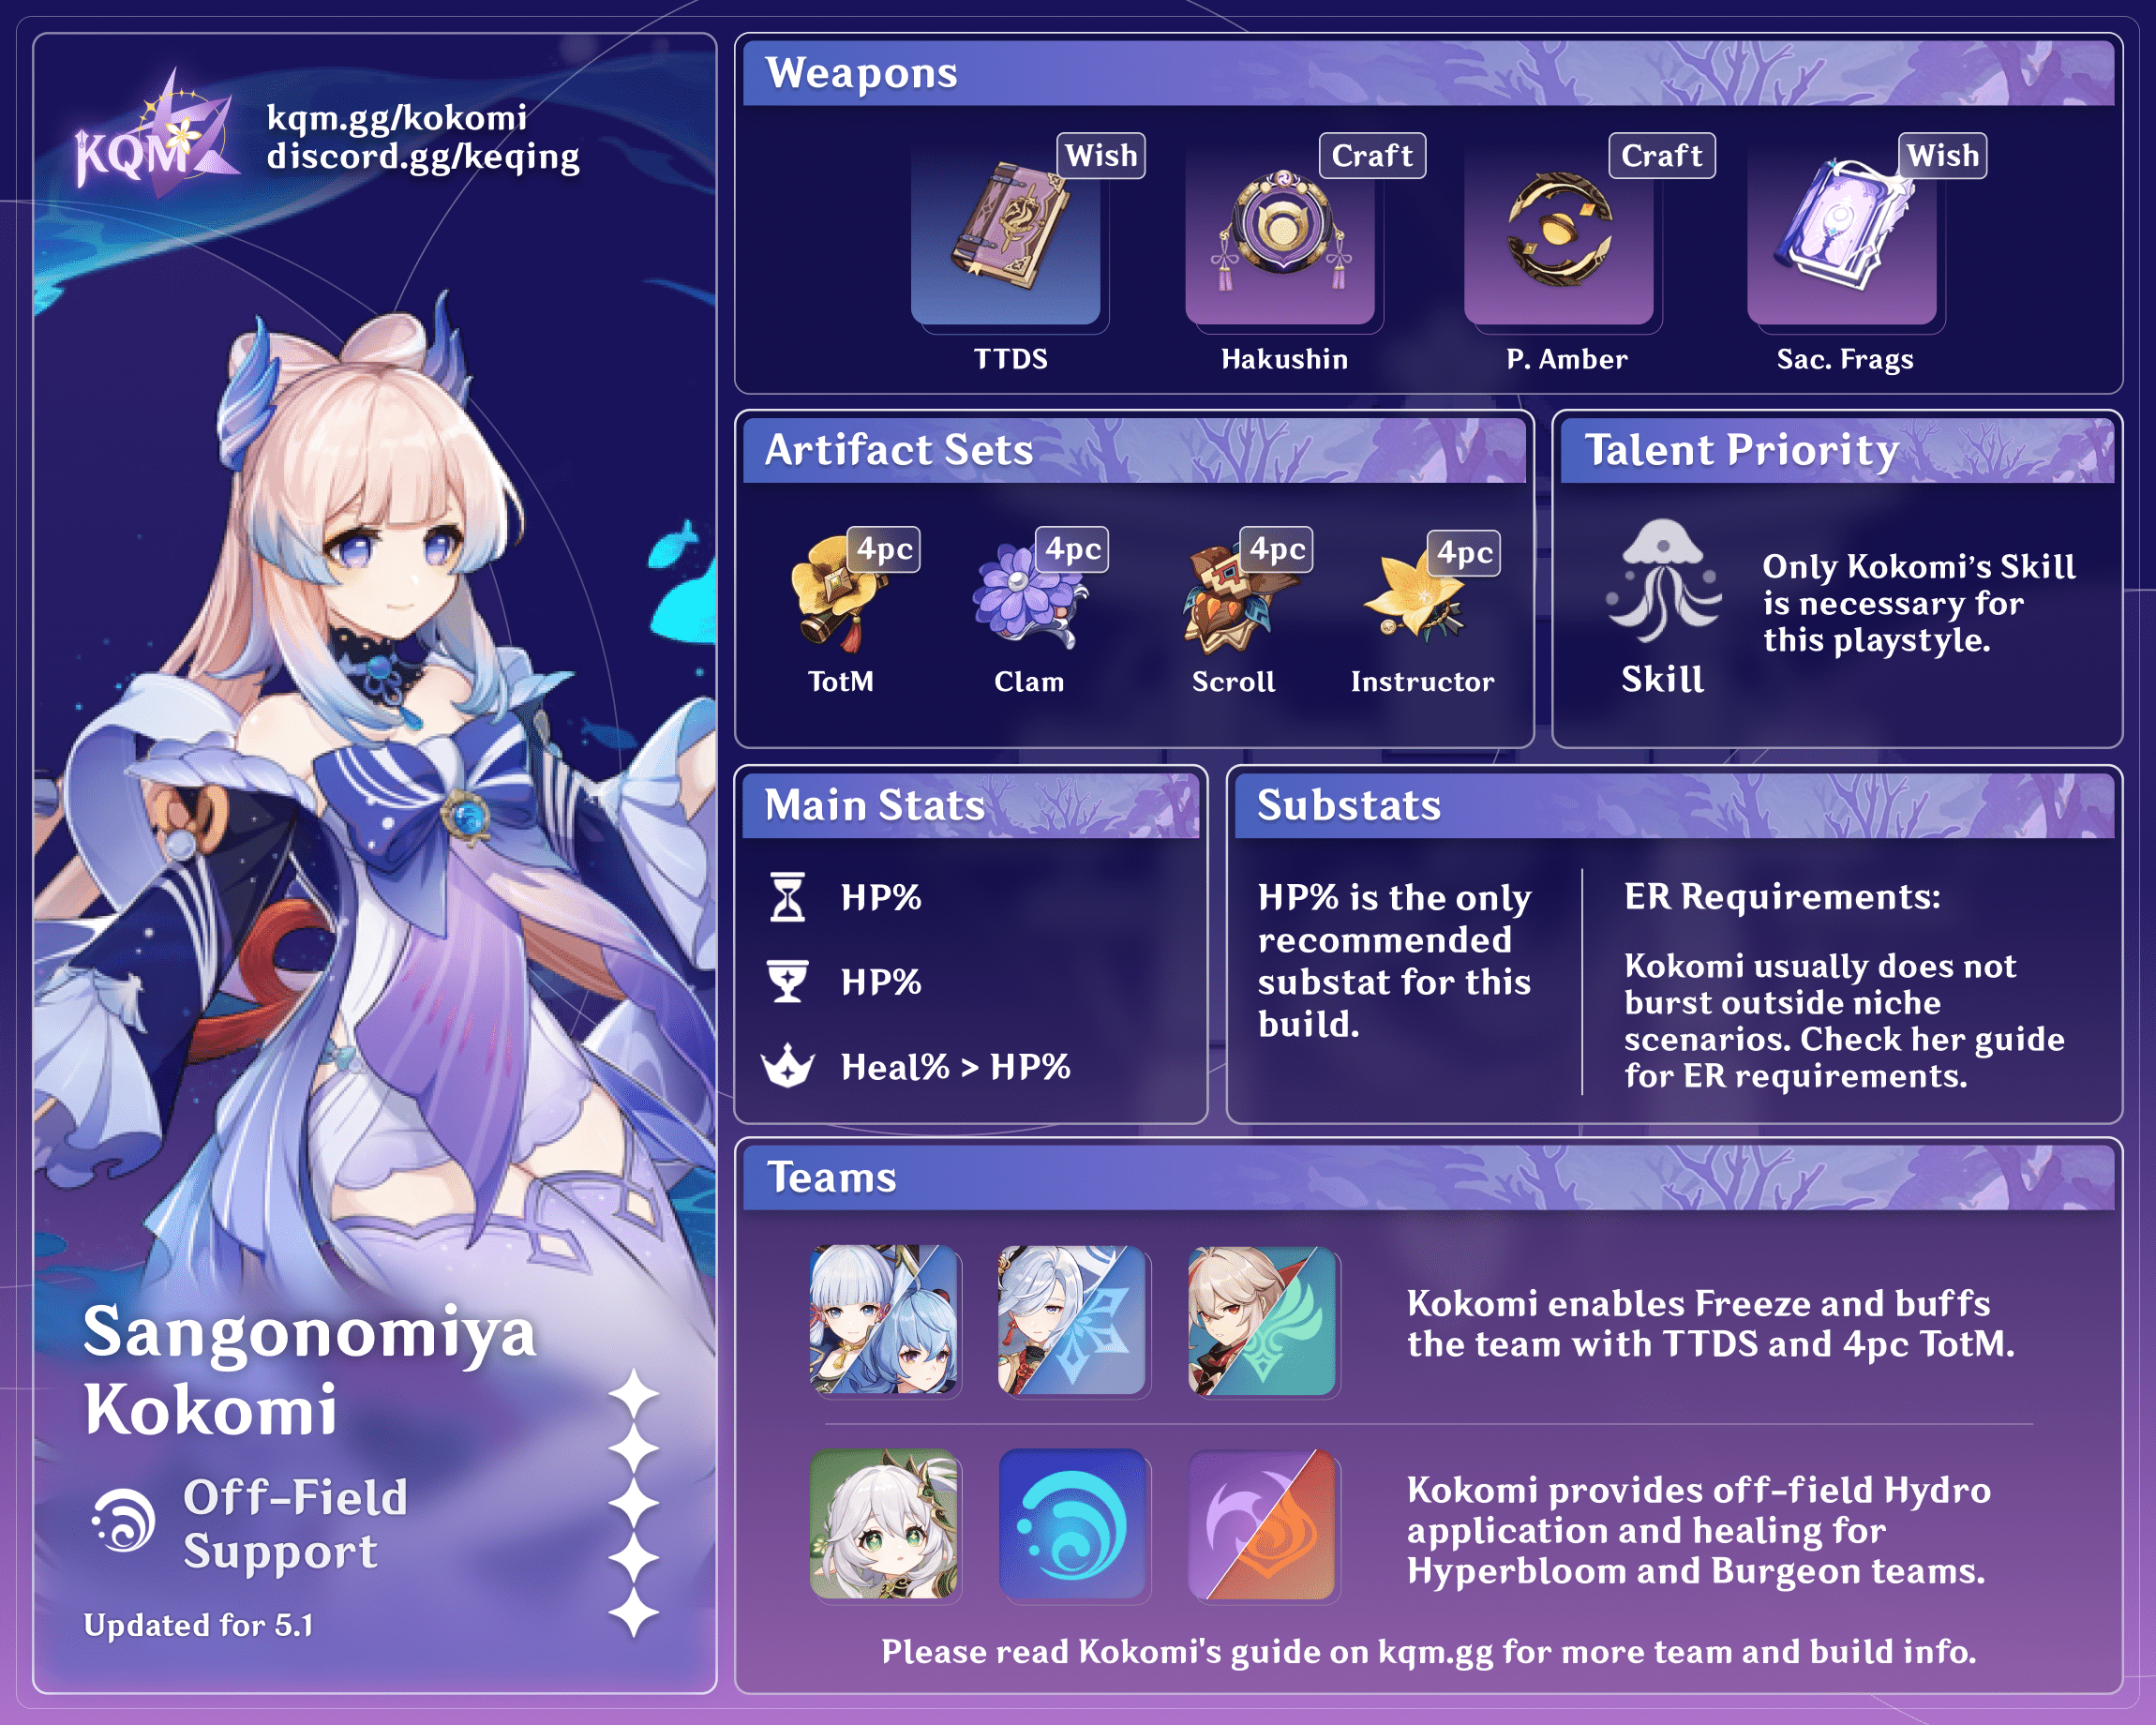 KQM
kqm.gg/kokomi
discord.gg/keqing
Sangonomiya
Kokomi
Off-Field
Support
Updated for 5.1
Weapons
Wish
TTDS
Craft
Hakushin
Craft
P. Amber
Wish
Sac. Frags
Artifact Sets
4pc
TotM
4pc
Clam
4pc
Scroll
4pc
Instructor
Talent Priority
Skill
Only Kokomi's Skill
is necessary for
this playstyle.
Main Stats
HP%
HP%
Heal% > HP%
Substats
HP% is the only
recommended
substat for this
build.
ER Requirements:
Kokomi usually does not
burst outside niche
scenarios. Check her guide
for ER requirements.
Teams
Kokomi enables Freeze and buffs
the team with TTDS and 4pc TotM.
Kokomi provides off-field Hydro
application and healing for
Hyperbloom and Burgeon teams.
Please read Kokomi's guide on kqm.gg for more team and build info.